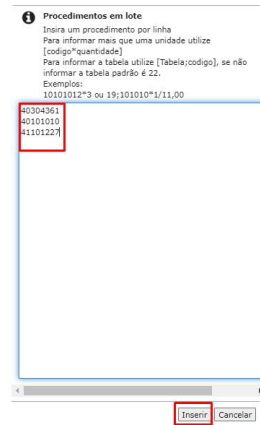 Procedimentos em lote
Insira um procedimento por linha
Para informar mais que uma unidade utilize
[codigo*quantidade]
Para informar a tabela utilize [Tabela;codigo], se não
informar a tabela padrão é 22.
Exemplos:
10101012*3 ou 19;101010*1/11,00
40304361
40101010
41101227
Inserir
Cancelar